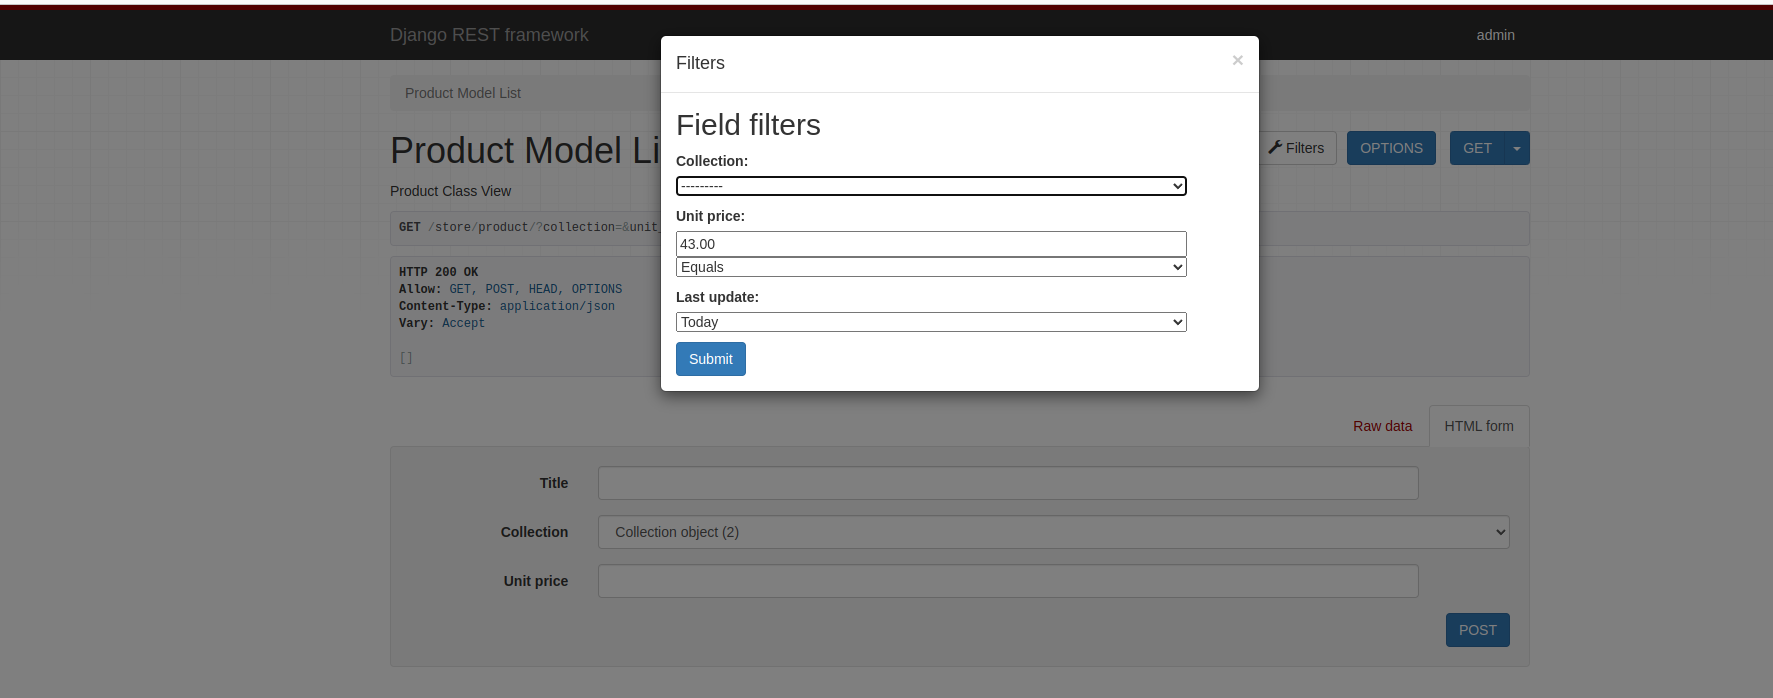 Django REST framework
admin
Filters
×
Product Model List
Field filters
Product Model Li
Filters
OPTIONS
GET
Collection:
---------
Product Class View
Unit price:
GET /store/product/?collection=&unit_
43.00
Equals
HTTP 200 OK
Allow: GET, POST, HEAD, OPTIONS
Content-Type: application/json
Vary: Accept
[]
Last update:
Today
Submit
Raw data
HTML form
Title
Collection
Collection object (2)
Unit price
POST